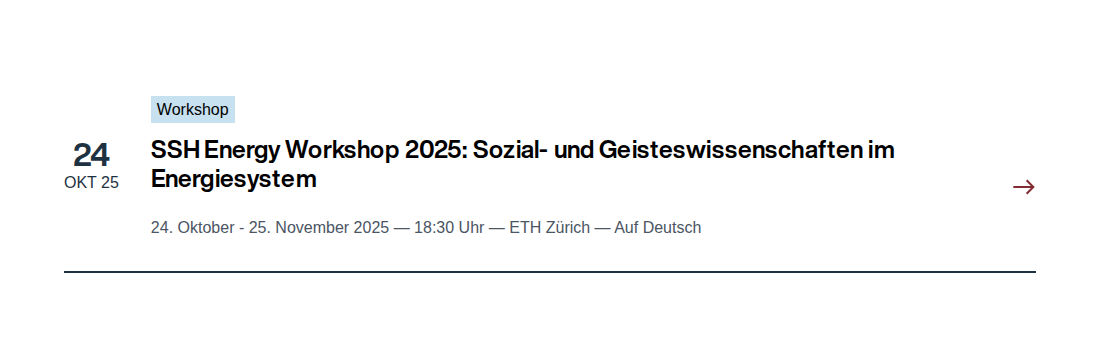 Workshop
24
OKT 25
SSH Energy Workshop 2025: Sozial- und Geisteswissenschaften im
Energiesystem
24. Oktober - 25. November 2025 — 18:30 Uhr — ETH Zürich — Auf Deutsch